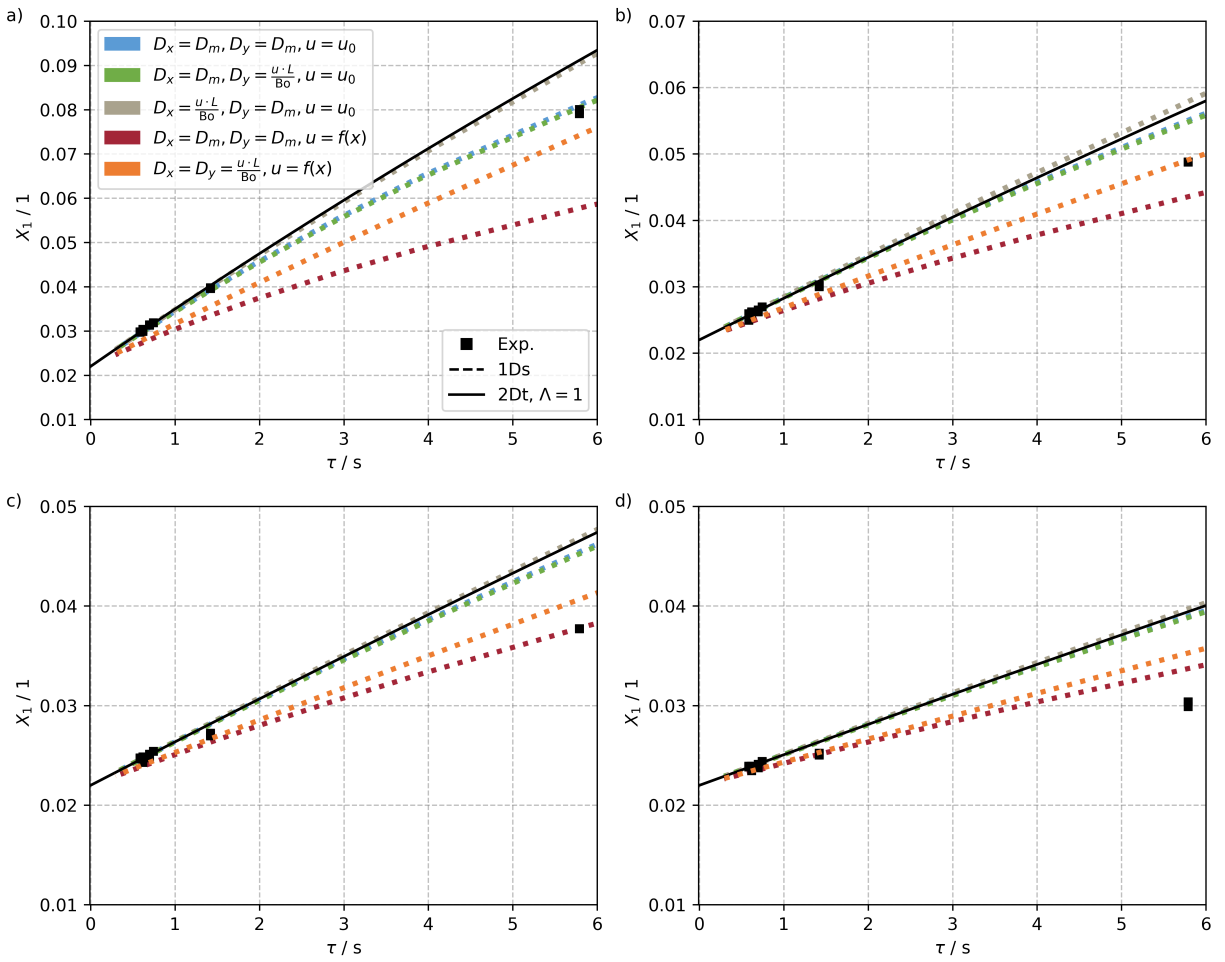 a)
0.10
0.09
0.08
0.07
0.06
0.05
0.04
0.03
0.02
0.01
X₁ / 1
D_x = D_m, D_y = D_m, u = u₀
D_x = D_m, D_y = u · L / Bo, u = u₀
D_x = u · L / Bo, D_y = D_m, u = u₀
D_x = D_m, D_y = D_m, u = f(x)
D_x = D_y = u · L / Bo, u = f(x)
Exp.
1Ds
2Dt, Λ = 1
0 1 2 3 4 5 6
τ / s
b)
0.07
0.06
0.05
0.04
0.03
0.02
0.01
X₁ / 1
0 1 2 3 4 5 6
τ / s
c)
0.05
0.04
0.03
0.02
0.01
X₁ / 1
0 1 2 3 4 5 6
τ / s
d)
0.05
0.04
0.03
0.02
0.01
X₁ / 1
0 1 2 3 4 5 6
τ / s